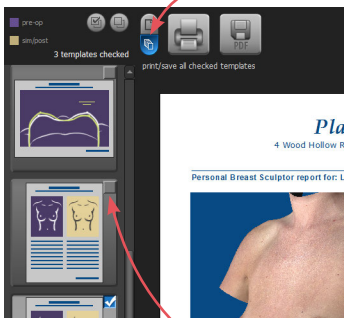 pre-op
sim/post
3 templates checked
PDF
print/save all checked templates
Pla
4 Wood Hollow R
Personal Breast Sculptor report for: L